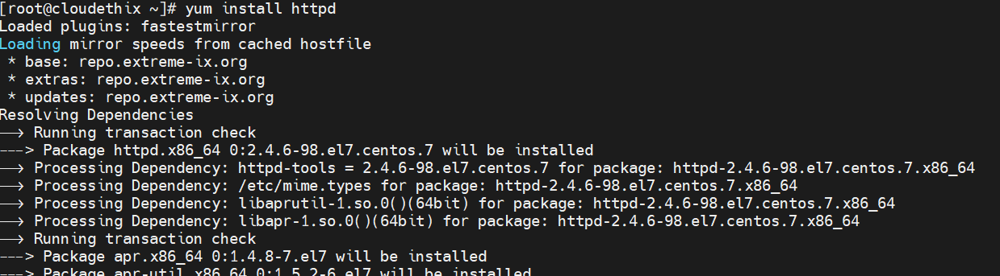 [root@cloudethix ~]# yum install httpd
Loaded plugins: fastestmirror
Loading mirror speeds from cached hostfile
 * base: repo.extreme-ix.org
 * extras: repo.extreme-ix.org
 * updates: repo.extreme-ix.org
Resolving Dependencies
--> Running transaction check
---> Package httpd.x86_64 0:2.4.6-98.el7.centos.7 will be installed
--> Processing Dependency: httpd-tools = 2.4.6-98.el7.centos.7 for package: httpd-2.4.6-98.el7.centos.7.x86_64
--> Processing Dependency: /etc/mime.types for package: httpd-2.4.6-98.el7.centos.7.x86_64
--> Processing Dependency: libaprutil-1.so.0()(64bit) for package: httpd-2.4.6-98.el7.centos.7.x86_64
--> Processing Dependency: libapr-1.so.0()(64bit) for package: httpd-2.4.6-98.el7.centos.7.x86_64
--> Running transaction check
---> Package apr.x86_64 0:1.4.8-7.el7 will be installed
---> Package apr-util.x86_64 0:1.5.2-6.el7 will be installed